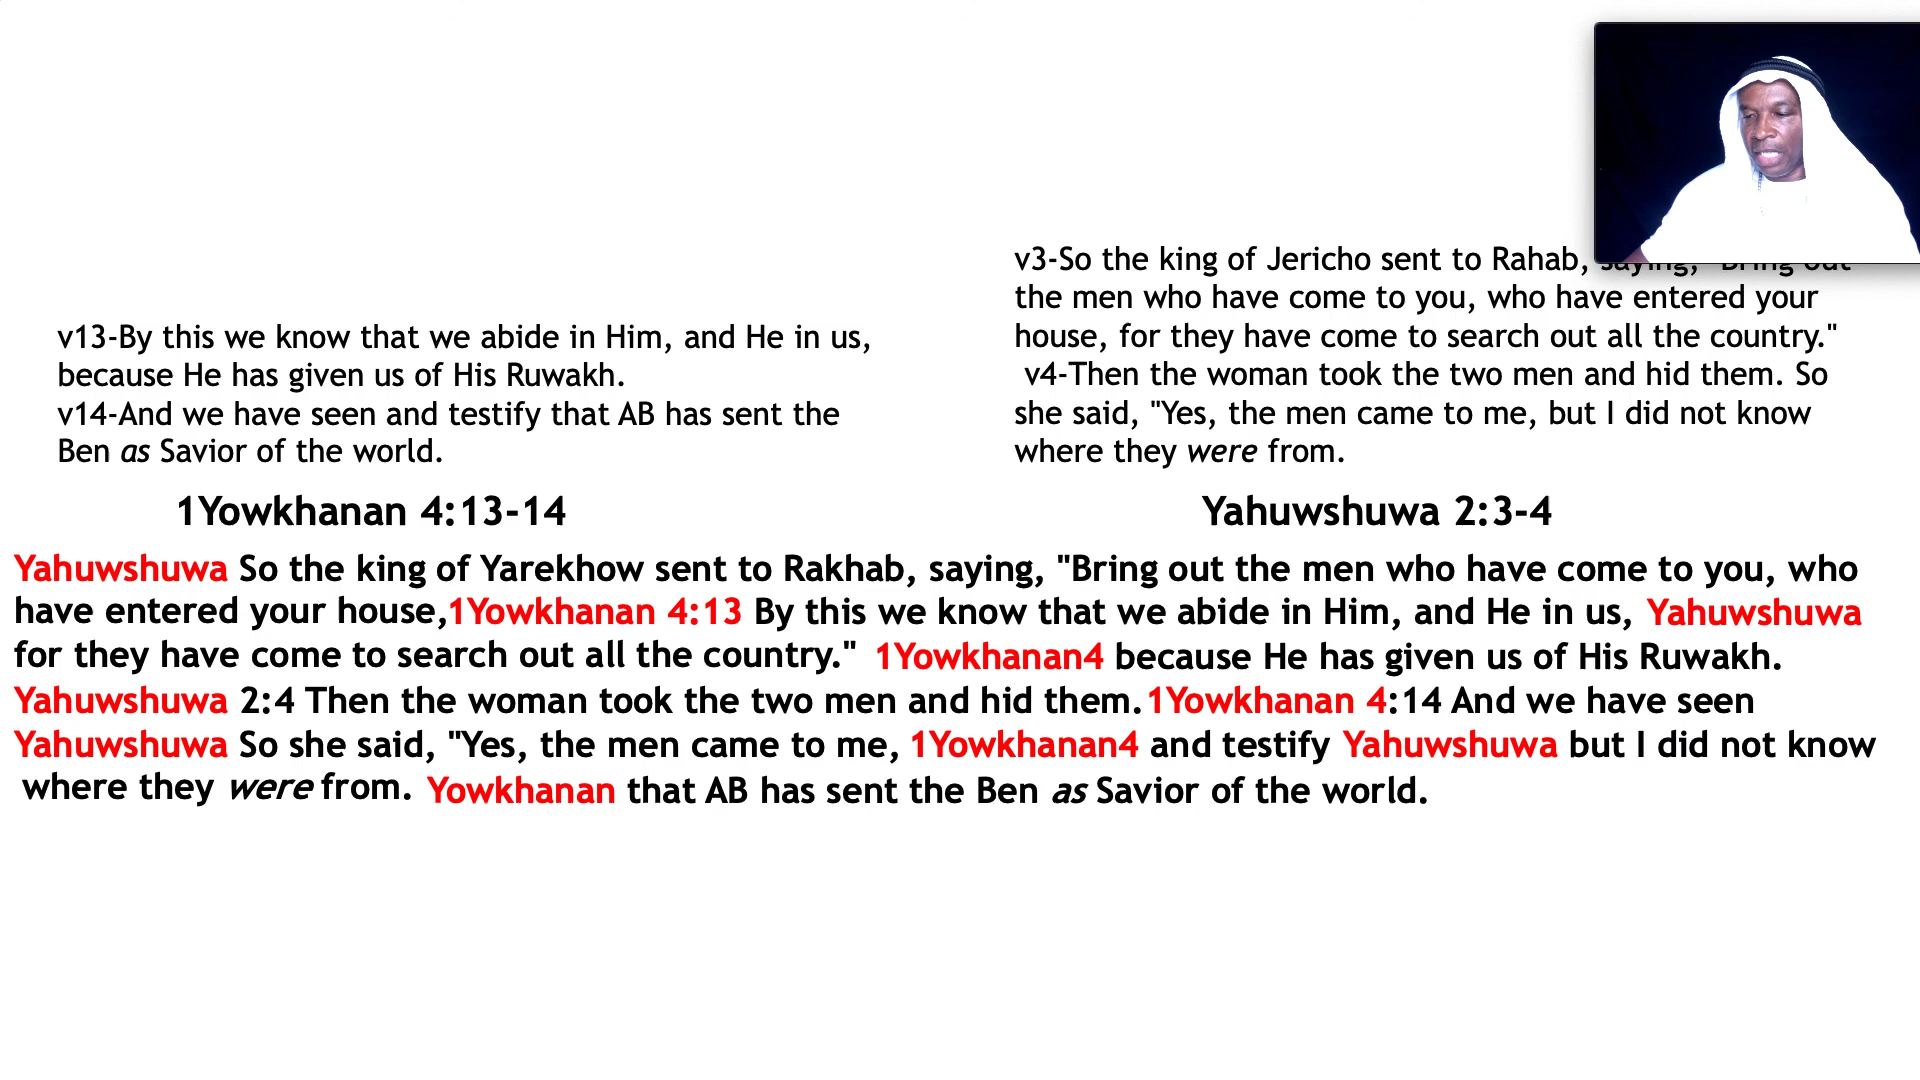 v13-By this we know that we abide in Him, and He in us,
because He has given us of His Ruwakh.
v14-And we have seen and testify that AB has sent the
Ben as Savior of the world.
1Yowkhanan 4:13-14
v3-So the king of Jericho sent to Rahab, saying, "Bring out
the men who have come to you, who have entered your
house, for they have come to search out all the country."
v4-Then the woman took the two men and hid them. So
she said, "Yes, the men came to me, but I did not know
where they were from.
Yahuwshuwa 2:3-4
Yahuwshuwa So the king of Yarekhow sent to Rakhab, saying, "Bring out the men who have come to you, who
have entered your house,1Yowkhanan 4:13 By this we know that we abide in Him, and He in us, Yahuwshuwa
for they have come to search out all the country." 1Yowkhanan4 because He has given us of His Ruwakh.
Yahuwshuwa 2:4 Then the woman took the two men and hid them.1Yowkhanan 4:14 And we have seen
Yahuwshuwa So she said, "Yes, the men came to me, 1Yowkhanan4 and testify Yahuwshuwa but I did not know
where they were from. Yowkhanan that AB has sent the Ben as Savior of the world.